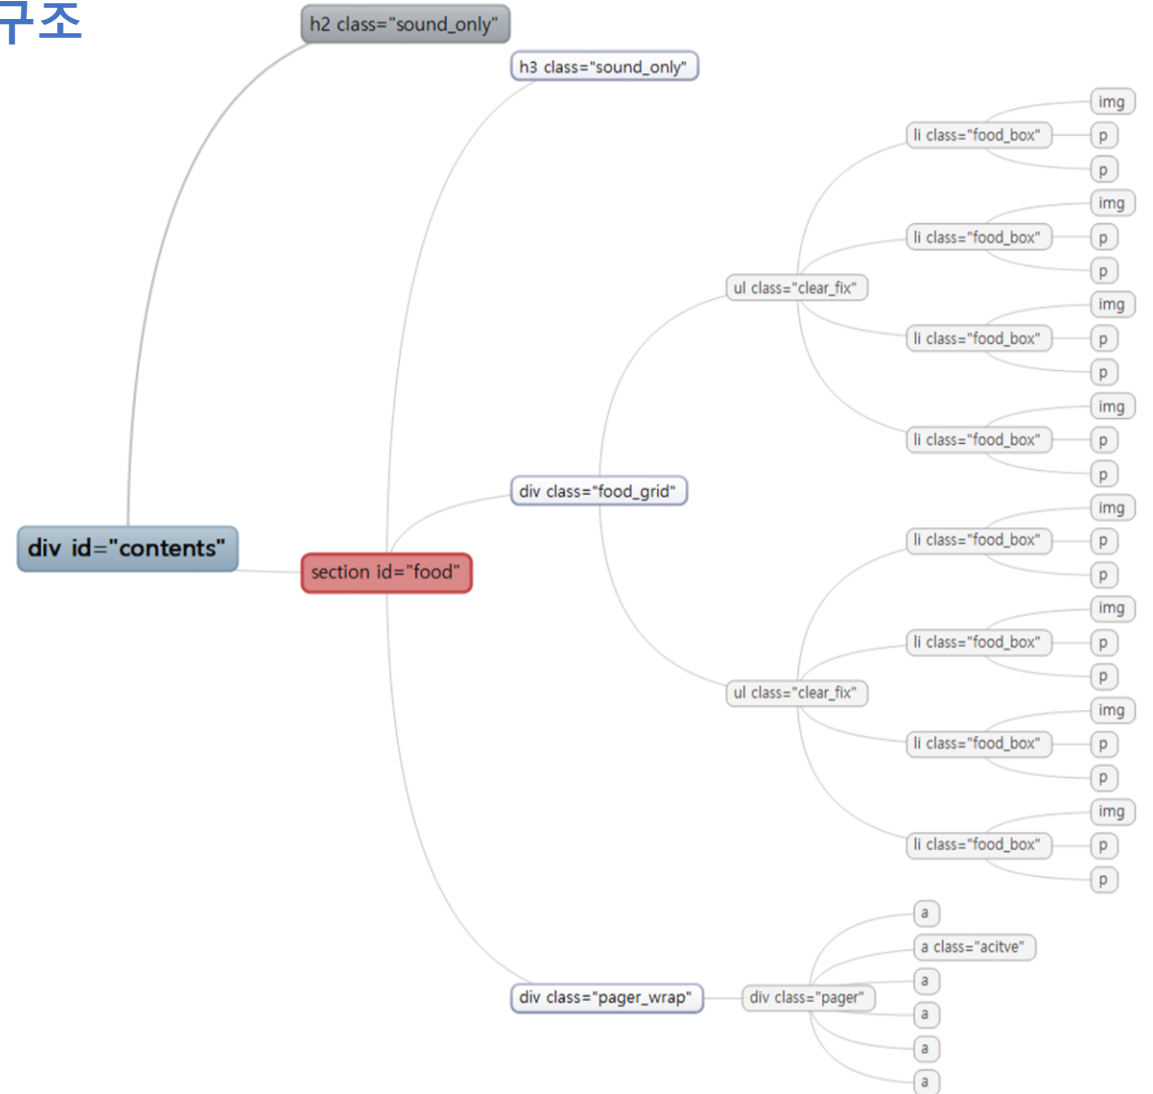 구조
h2 class="sound_only"
h3 class="sound_only"
img
li class="food_box"
p
p
img
li class="food_box"
p
p
ul class="clear_fix"
img
li class="food_box"
p
p
img
li class="food_box"
p
p
div class="food_grid"
img
li class="food_box"
p
p
div id="contents"
section id="food"
img
li class="food_box"
p
p
ul class="clear_fix"
img
li class="food_box"
p
p
img
li class="food_box"
p
p
a
a class="acitve"
a
div class="pager_wrap"
div class="pager"
a
a
a